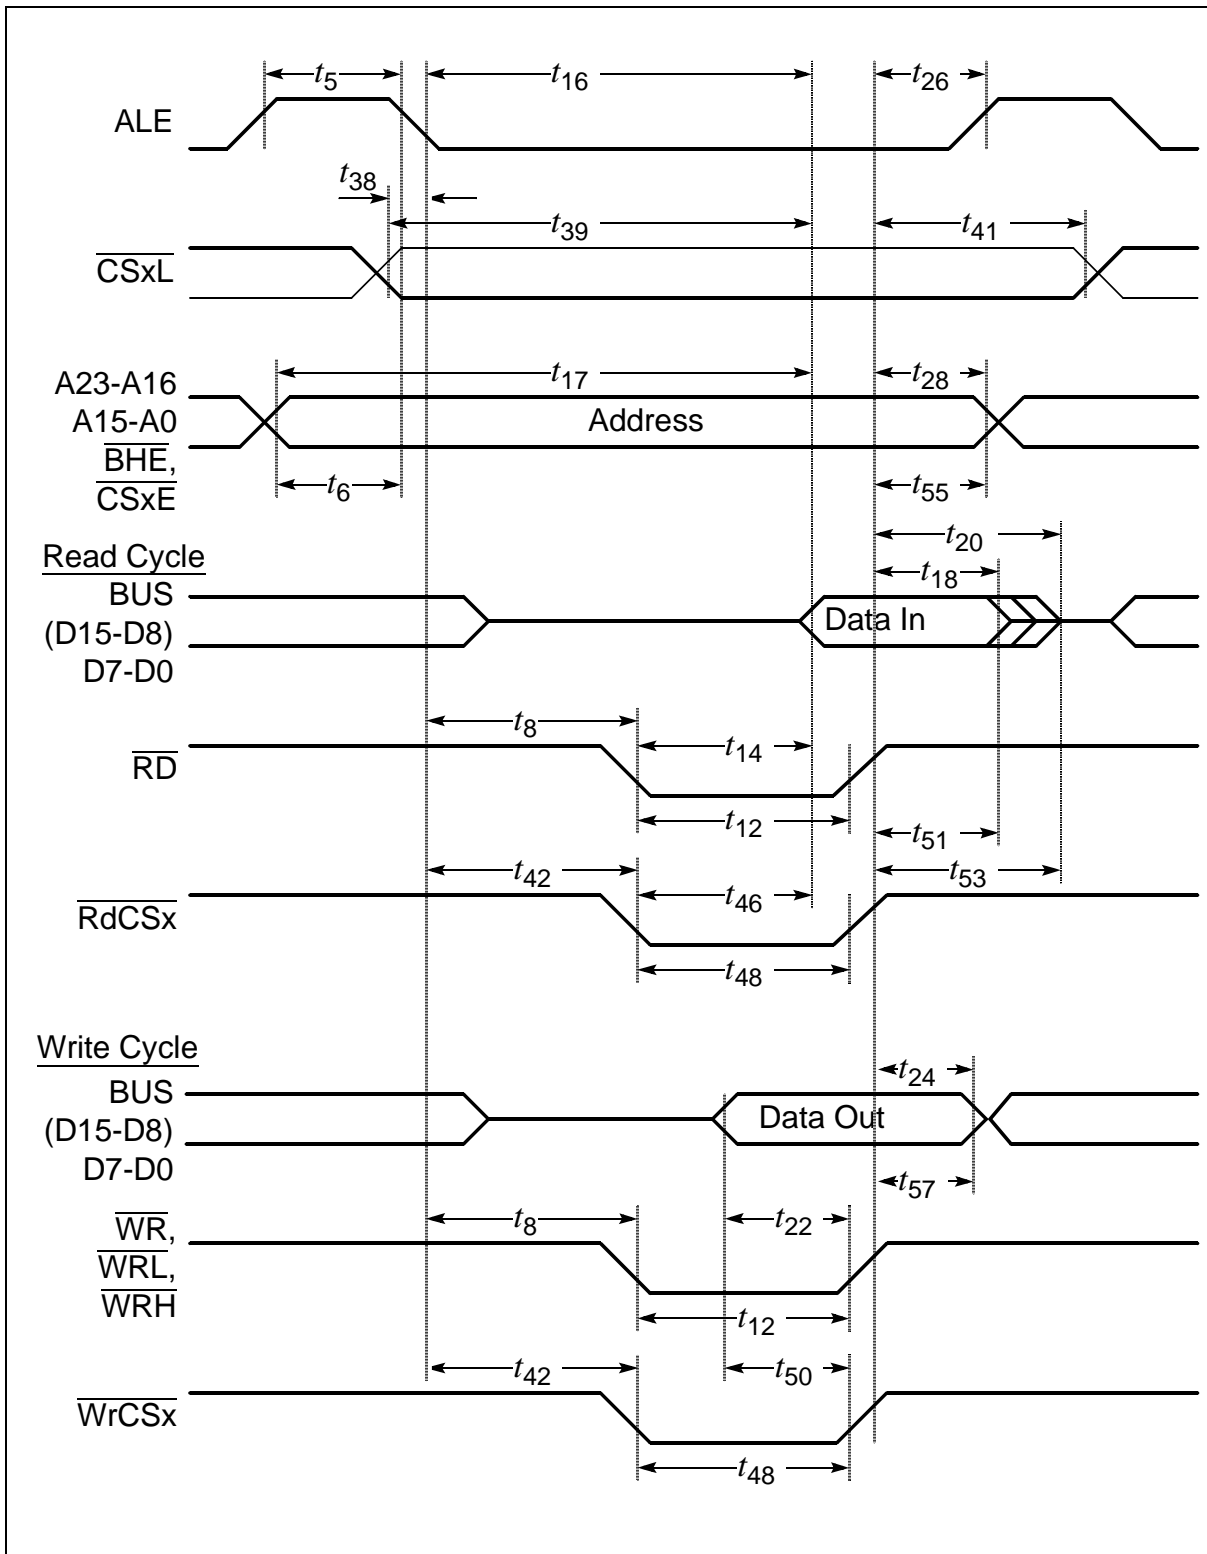 t5
t16
t26
ALE
t38
t39
t41
CSxL
t17
t28
A23-A16
A15-A0
Address
BHE,
CSxE
t6
t55
t20
Read Cycle
t18
BUS
(D15-D8)
Data In
D7-D0
t8
t14
RD
t12
t51
t42
t46
t53
RdCSx
t48
Write Cycle
t24
BUS
(D15-D8)
Data Out
D7-D0
t57
t8
t22
WR,
WRL,
WRH
t12
t42
t50
WrCSx
t48